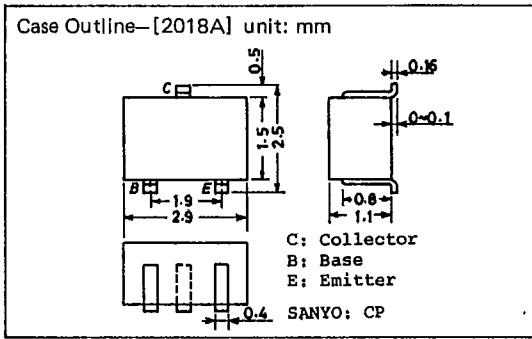 Case Outline–[2018A] unit: mm
0.5
C
1.5
2.5
B
E
1.9
2.9
0.4
0.16
0~0.1
0.8
1.1
C: Collector
B: Base
E: Emitter
SANYO: CP